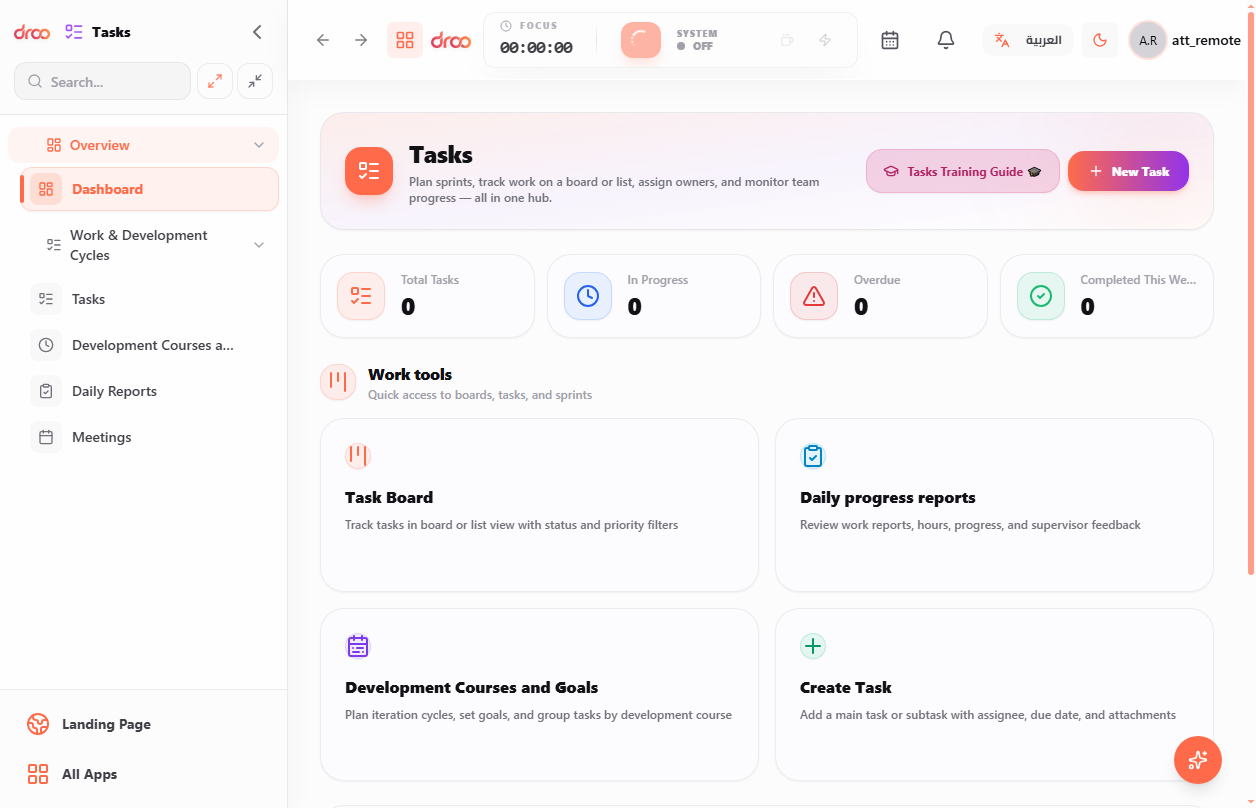 droo Tasks
Search...
Overview
Dashboard
Work & Development
Cycles
Tasks
Development Courses a...
Daily Reports
Meetings
Landing Page
All Apps
droo
FOCUS
00:00:00
SYSTEM
OFF
العربية
A.R att_remote
Tasks
Plan sprints, track work on a board or list, assign owners, and monitor team
progress — all in one hub.
Tasks Training Guide 🎓
+ New Task
Total Tasks
0
In Progress
0
Overdue
0
Completed This We...
0
Work tools
Quick access to boards, tasks, and sprints
Task Board
Track tasks in board or list view with status and priority filters
Daily progress reports
Review work reports, hours, progress, and supervisor feedback
Development Courses and Goals
Plan iteration cycles, set goals, and group tasks by development course
Create Task
Add a main task or subtask with assignee, due date, and attachments